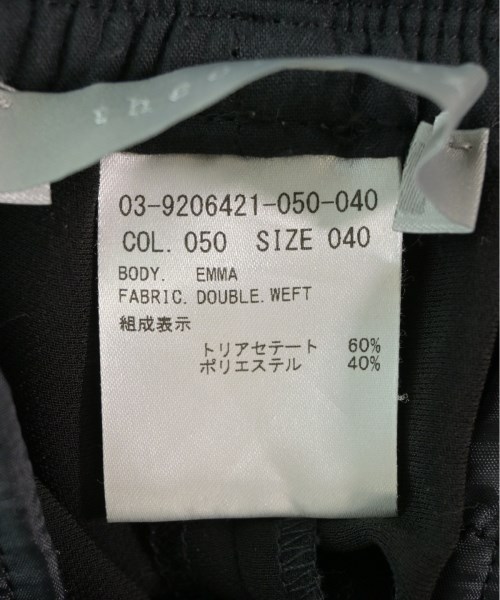 theo
03-9206421-050-040
COL. 050 SIZE 040
BODY. EMMA
FABRIC. DOUBLE. WEFT
組成表示
トリアセテート 60%
ポリエステル 40%